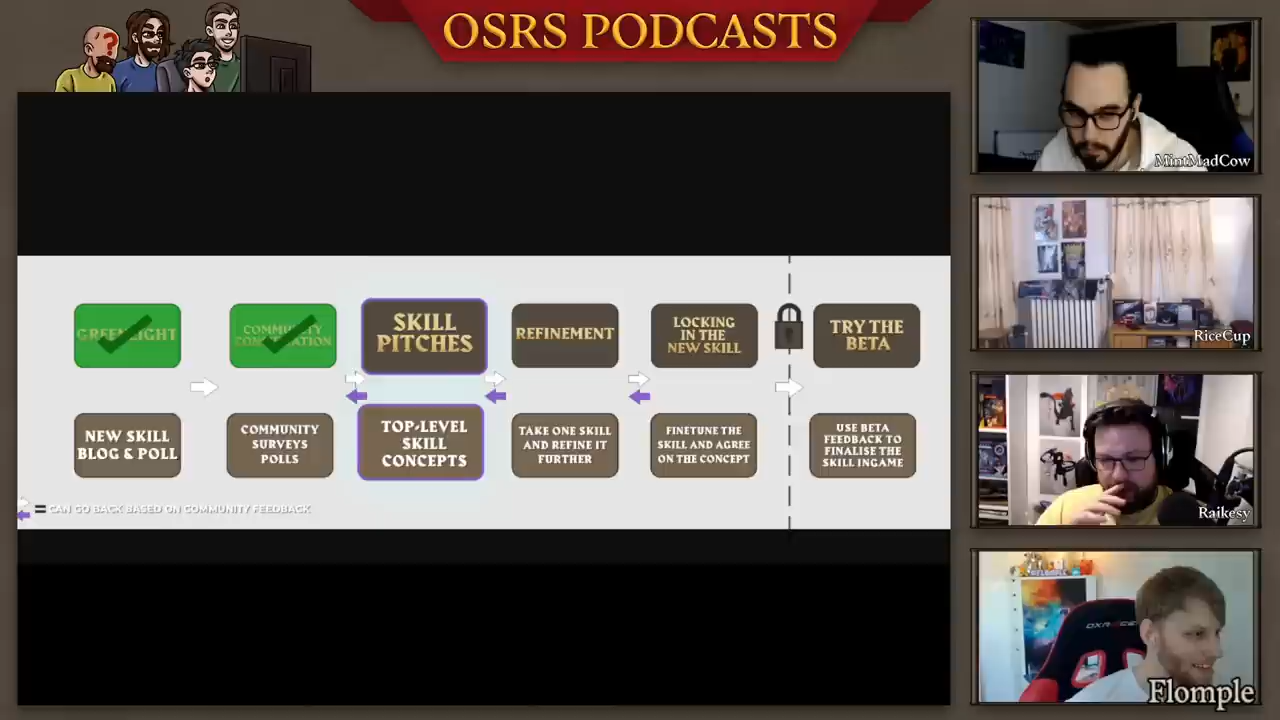 OSRS PODCASTS
GREENLIGHT
COMMUNITY
SKILL
PITCHES
REFINEMENT
LOCKING
IN THE
NEW SKILL
TRY THE
BETA
NEW SKILL
BLOG & POLL
COMMUNITY
SURVEYS
POLLS
TOP-LEVEL
SKILL
CONCEPTS
TAKE ONE SKILL
AND REFINE IT
FURTHER
FINETUNE THE
SKILL AND AGREE
ON THE CONCEPT
USE BETA
FEEDBACK TO
FINALISE THE
SKILL INGAME
= CAN GO BACK BASED ON COMMUNITY FEEDBACK
MintMadCow
RiceCup
Raikesy
Flomple